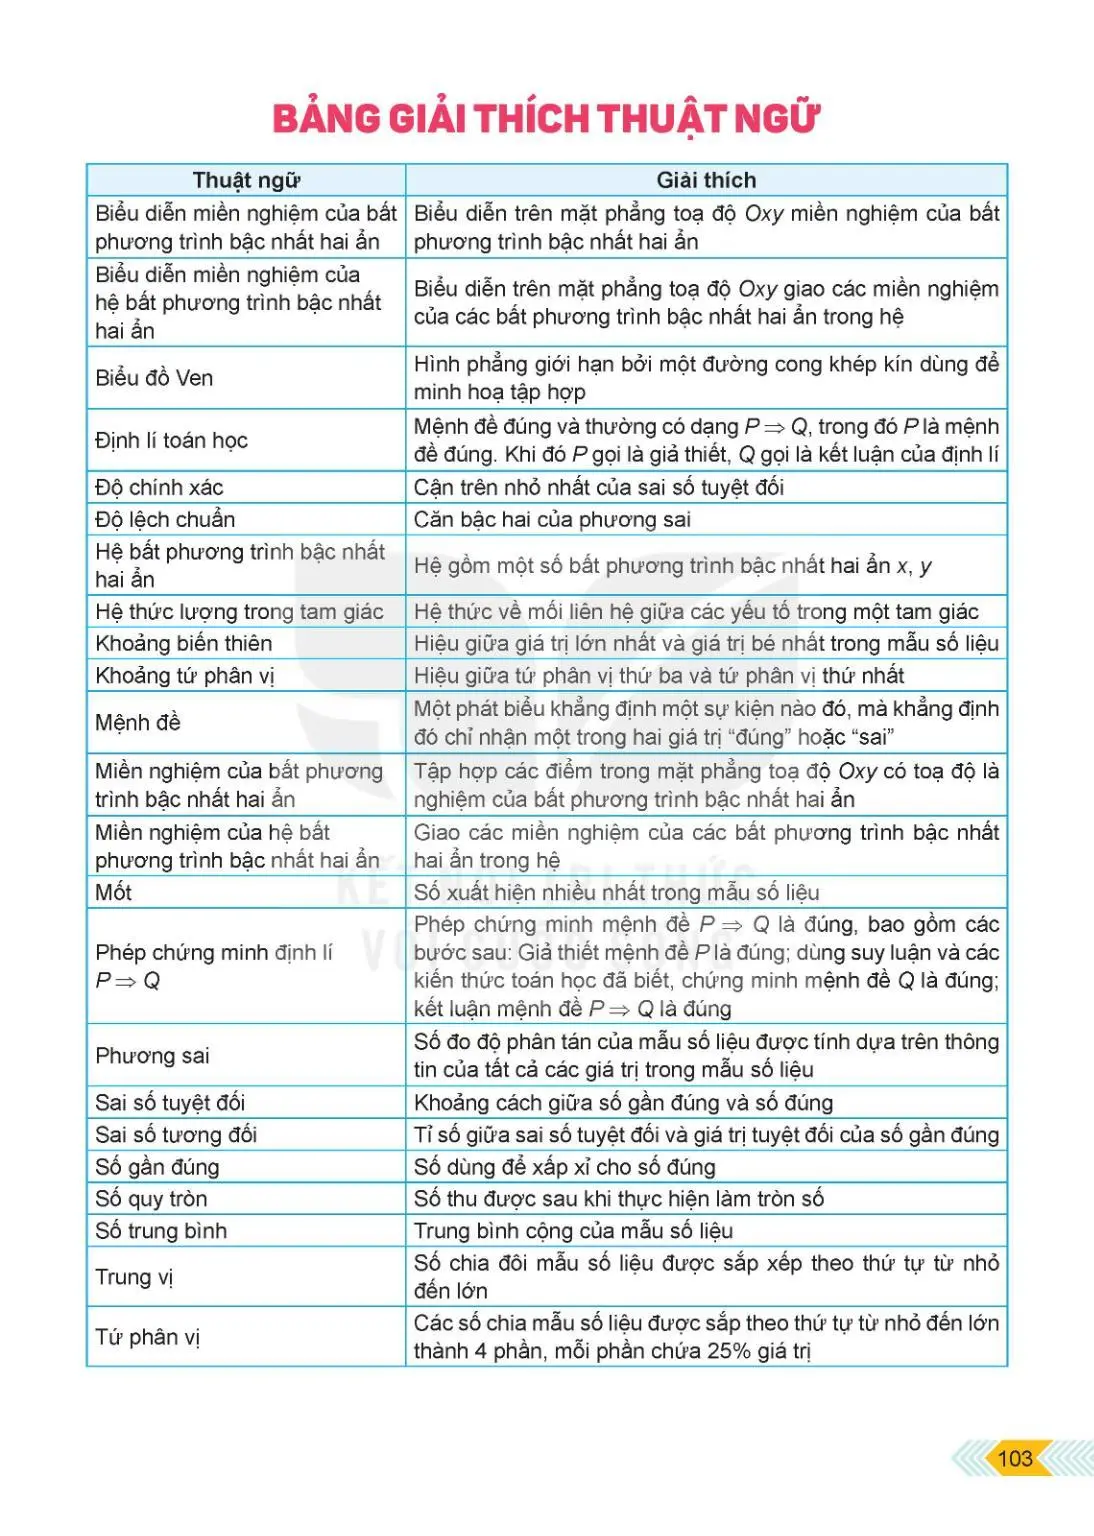 BẢNG GIẢI THÍCH THUẬT NGỮ
Thuật ngữ
Giải thích
Biểu diễn miền nghiệm của bất
phương trình bậc nhất hai ẩn
Biểu diễn trên mặt phẳng toạ độ Oxy miền nghiệm của bất
phương trình bậc nhất hai ẩn
Biểu diễn miền nghiệm của
hệ bất phương trình bậc nhất
hai ẩn
Biểu diễn trên mặt phẳng toạ độ Oxy giao các miền nghiệm
của các bất phương trình bậc nhất hai ẩn trong hệ
Biểu đồ Ven
Hình phẳng giới hạn bởi một đường cong khép kín dùng để
minh hoạ tập hợp
Định lí toán học
Mệnh đề đúng và thường có dạng P ⇒ Q, trong đó P là mệnh
đề đúng. Khi đó P gọi là giả thiết, Q gọi là kết luận của định lí
Độ chính xác
Cận trên nhỏ nhất của sai số tuyệt đối
Độ lệch chuẩn
Căn bậc hai của phương sai
Hệ bất phương trình bậc nhất
hai ẩn
Hệ gồm một số bất phương trình bậc nhất hai ẩn x, y
Hệ thức lượng trong tam giác
Hệ thức về mối liên hệ giữa các yếu tố trong một tam giác
Khoảng biến thiên
Hiệu giữa giá trị lớn nhất và giá trị bé nhất trong mẫu số liệu
Khoảng tứ phân vị
Hiệu giữa tứ phân vị thứ ba và tứ phân vị thứ nhất
Mệnh đề
Một phát biểu khẳng định một sự kiện nào đó, mà khẳng định
đó chỉ nhận một trong hai giá trị “đúng” hoặc “sai”
Miền nghiệm của bất phương
trình bậc nhất hai ẩn
Tập hợp các điểm trong mặt phẳng toạ độ Oxy có toạ độ là
nghiệm của bất phương trình bậc nhất hai ẩn
Miền nghiệm của hệ bất
phương trình bậc nhất hai ẩn
Giao các miền nghiệm của các bất phương trình bậc nhất
hai ẩn trong hệ
Mốt
Số xuất hiện nhiều nhất trong mẫu số liệu
Phép chứng minh định lí
P ⇒ Q
Phép chứng minh mệnh đề P ⇒ Q là đúng, bao gồm các
bước sau: Giả thiết mệnh đề P là đúng; dùng suy luận và các
kiến thức toán học đã biết, chứng minh mệnh đề Q là đúng;
kết luận mệnh đề P ⇒ Q là đúng
Phương sai
Số đo độ phân tán của mẫu số liệu được tính dựa trên thông
tin của tất cả các giá trị trong mẫu số liệu
Sai số tuyệt đối
Khoảng cách giữa số gần đúng và số đúng
Sai số tương đối
Tỉ số giữa sai số tuyệt đối và giá trị tuyệt đối của số gần đúng
Số gần đúng
Số dùng để xấp xỉ cho số đúng
Số quy tròn
Số thu được sau khi thực hiện làm tròn số
Số trung bình
Trung bình cộng của mẫu số liệu
Trung vị
Số chia đôi mẫu số liệu được sắp xếp theo thứ tự từ nhỏ
đến lớn
Tứ phân vị
Các số chia mẫu số liệu được sắp theo thứ tự từ nhỏ đến lớn
thành 4 phần, mỗi phần chứa 25% giá trị
KẾT NỐI TRI THỨC
VỚI CUỘC SỐNG
103